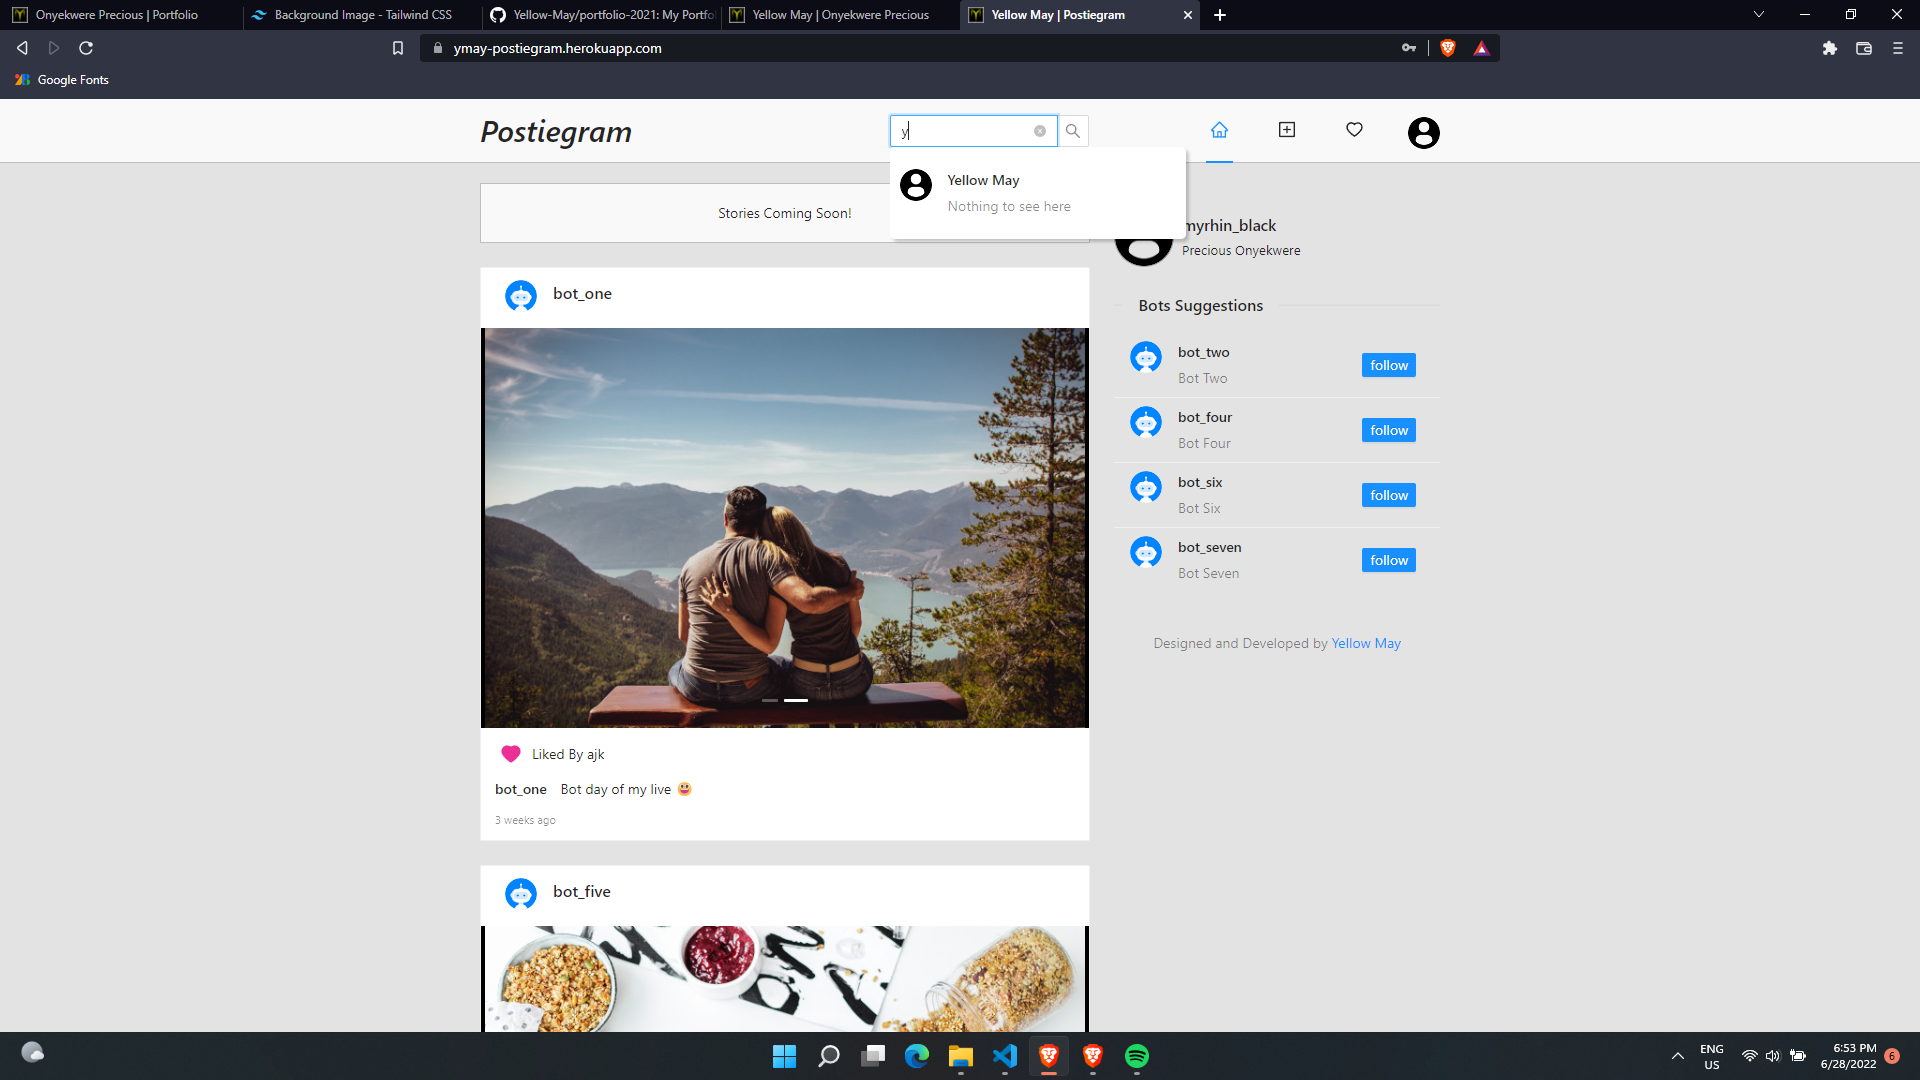 Onyekwere Precious | Portfolio
Background Image - Tailwind CSS
Yellow-May/portfolio-2021: My Portfo
Yellow May | Onyekwere Precious
Yellow May | Postiegram
ymay-postiegram.herokuapp.com
Google Fonts
Postiegram
y
Yellow May
Nothing to see here
Stories Coming Soon!
myrhin_black
Precious Onyekwere
bot_one
Bots Suggestions
bot_two
Bot Two
follow
bot_four
Bot Four
follow
bot_six
Bot Six
follow
bot_seven
Bot Seven
follow
Designed and Developed by Yellow May
Liked By ajk
bot_one Bot day of my live 😃
3 weeks ago
bot_five
ENG
US
6:53 PM
6/28/2022
6